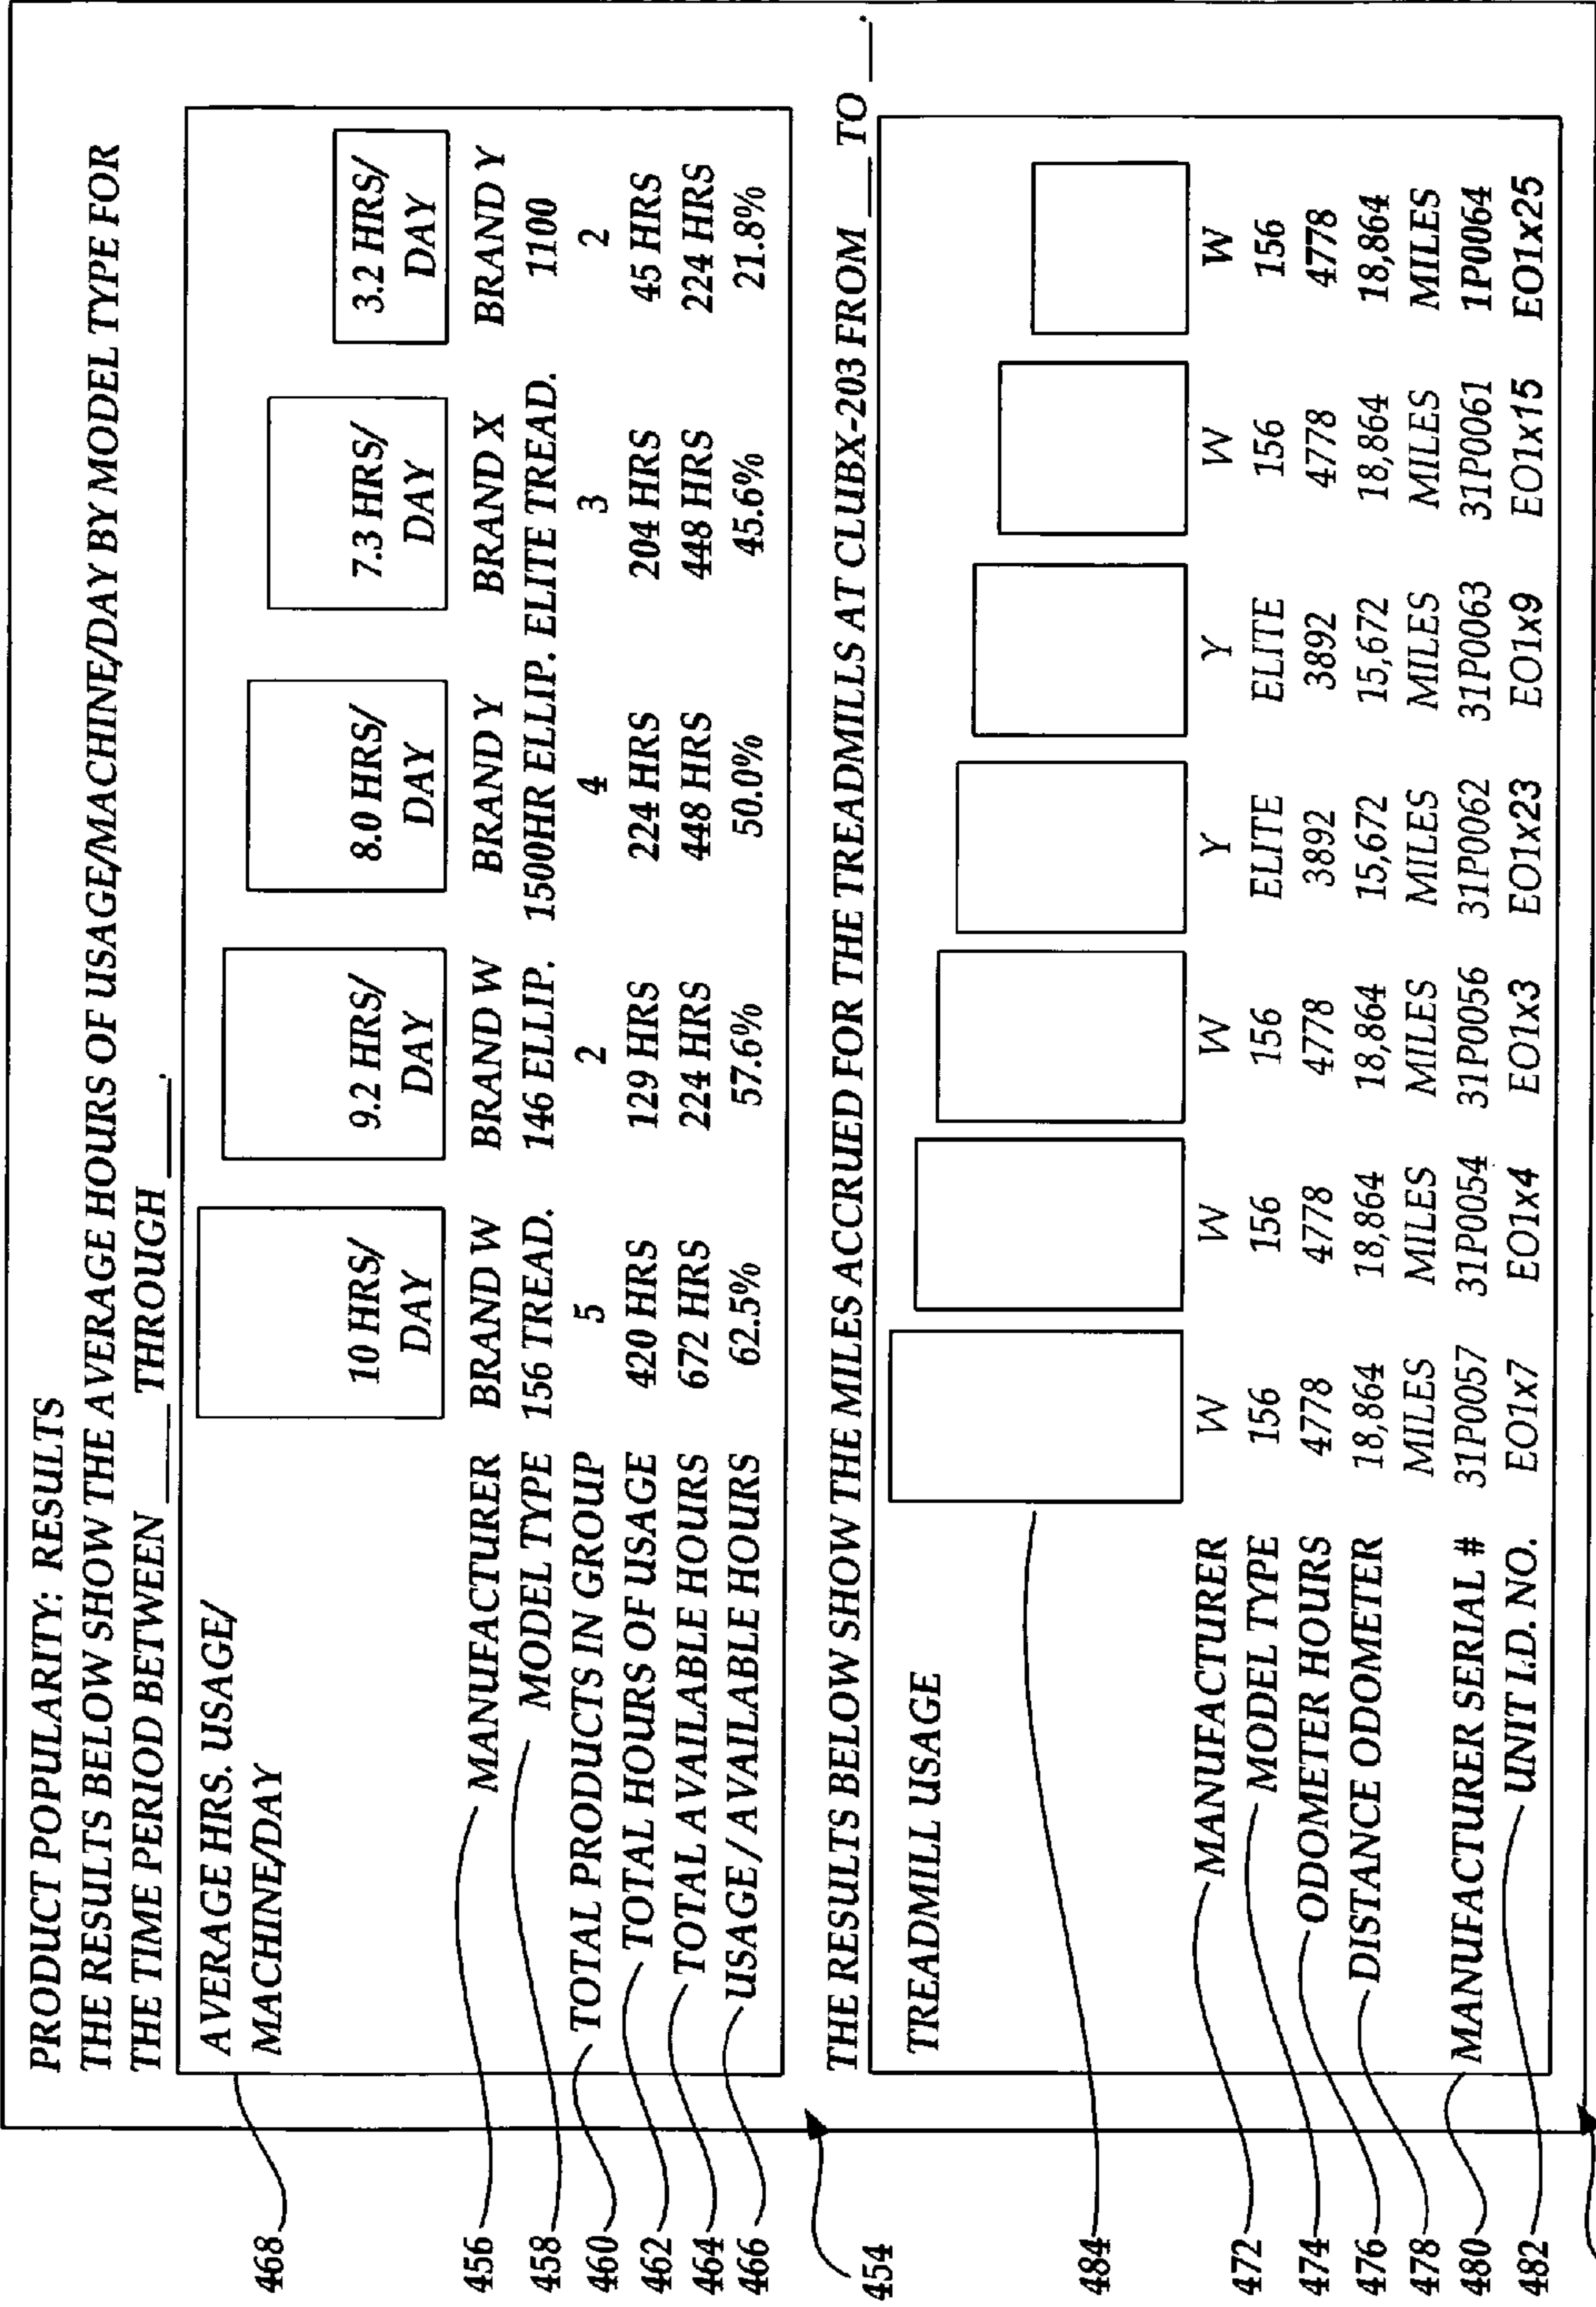 PRODUCT POPULARITY: RESULTS
THE RESULTS BELOW SHOW THE AVERAGE HOURS OF USAGE/MACHINE/DAY BY MODEL TYPE FOR
THE TIME PERIOD BETWEEN ____ THROUGH ____.
468
AVERAGE HRS. USAGE/
MACHINE/DAY
10 HRS/ 9.2 HRS/ 8.0 HRS/ 7.3 HRS/ 3.2 HRS/
DAY DAY DAY DAY DAY
456 MANUFACTURER BRAND W BRAND W BRAND Y BRAND X BRAND Y
458 MODEL TYPE 156 TREAD. 146 ELLIP. 1500HR ELLIP. ELITE TREAD. 1100
460 TOTAL PRODUCTS IN GROUP 5 2 4 3 2
462 TOTAL HOURS OF USAGE 420 HRS 129 HRS 224 HRS 204 HRS 45 HRS
464 TOTAL AVAILABLE HOURS 672 HRS 224 HRS 448 HRS 448 HRS 224 HRS
466 USAGE / AVAILABLE HOURS 62.5% 57.6% 50.0% 45.6% 21.8%
454
THE RESULTS BELOW SHOW THE MILES ACCRUED FOR THE TREADMILLS AT CLUBX-203 FROM ___ TO ___.
TREADMILL USAGE
484
472 MANUFACTURER W W W Y Y W W
474 MODEL TYPE 156 156 156 ELITE ELITE 156 156
476 ODOMETER HOURS 4778 4778 4778 3892 3892 4778 4778
478 DISTANCE ODOMETER 18,864 18,864 18,864 15,672 15,672 18,864 18,864
MILES MILES MILES MILES MILES MILES MILES
480 MANUFACTURER SERIAL # 31P0057 31P0054 31P0056 31P0062 31P0063 31P0061 1P0064
482 UNIT I.D. NO. EO1x7 EO1x4 EO1x3 EO1x23 EO1x9 EO1x15 EO1x25